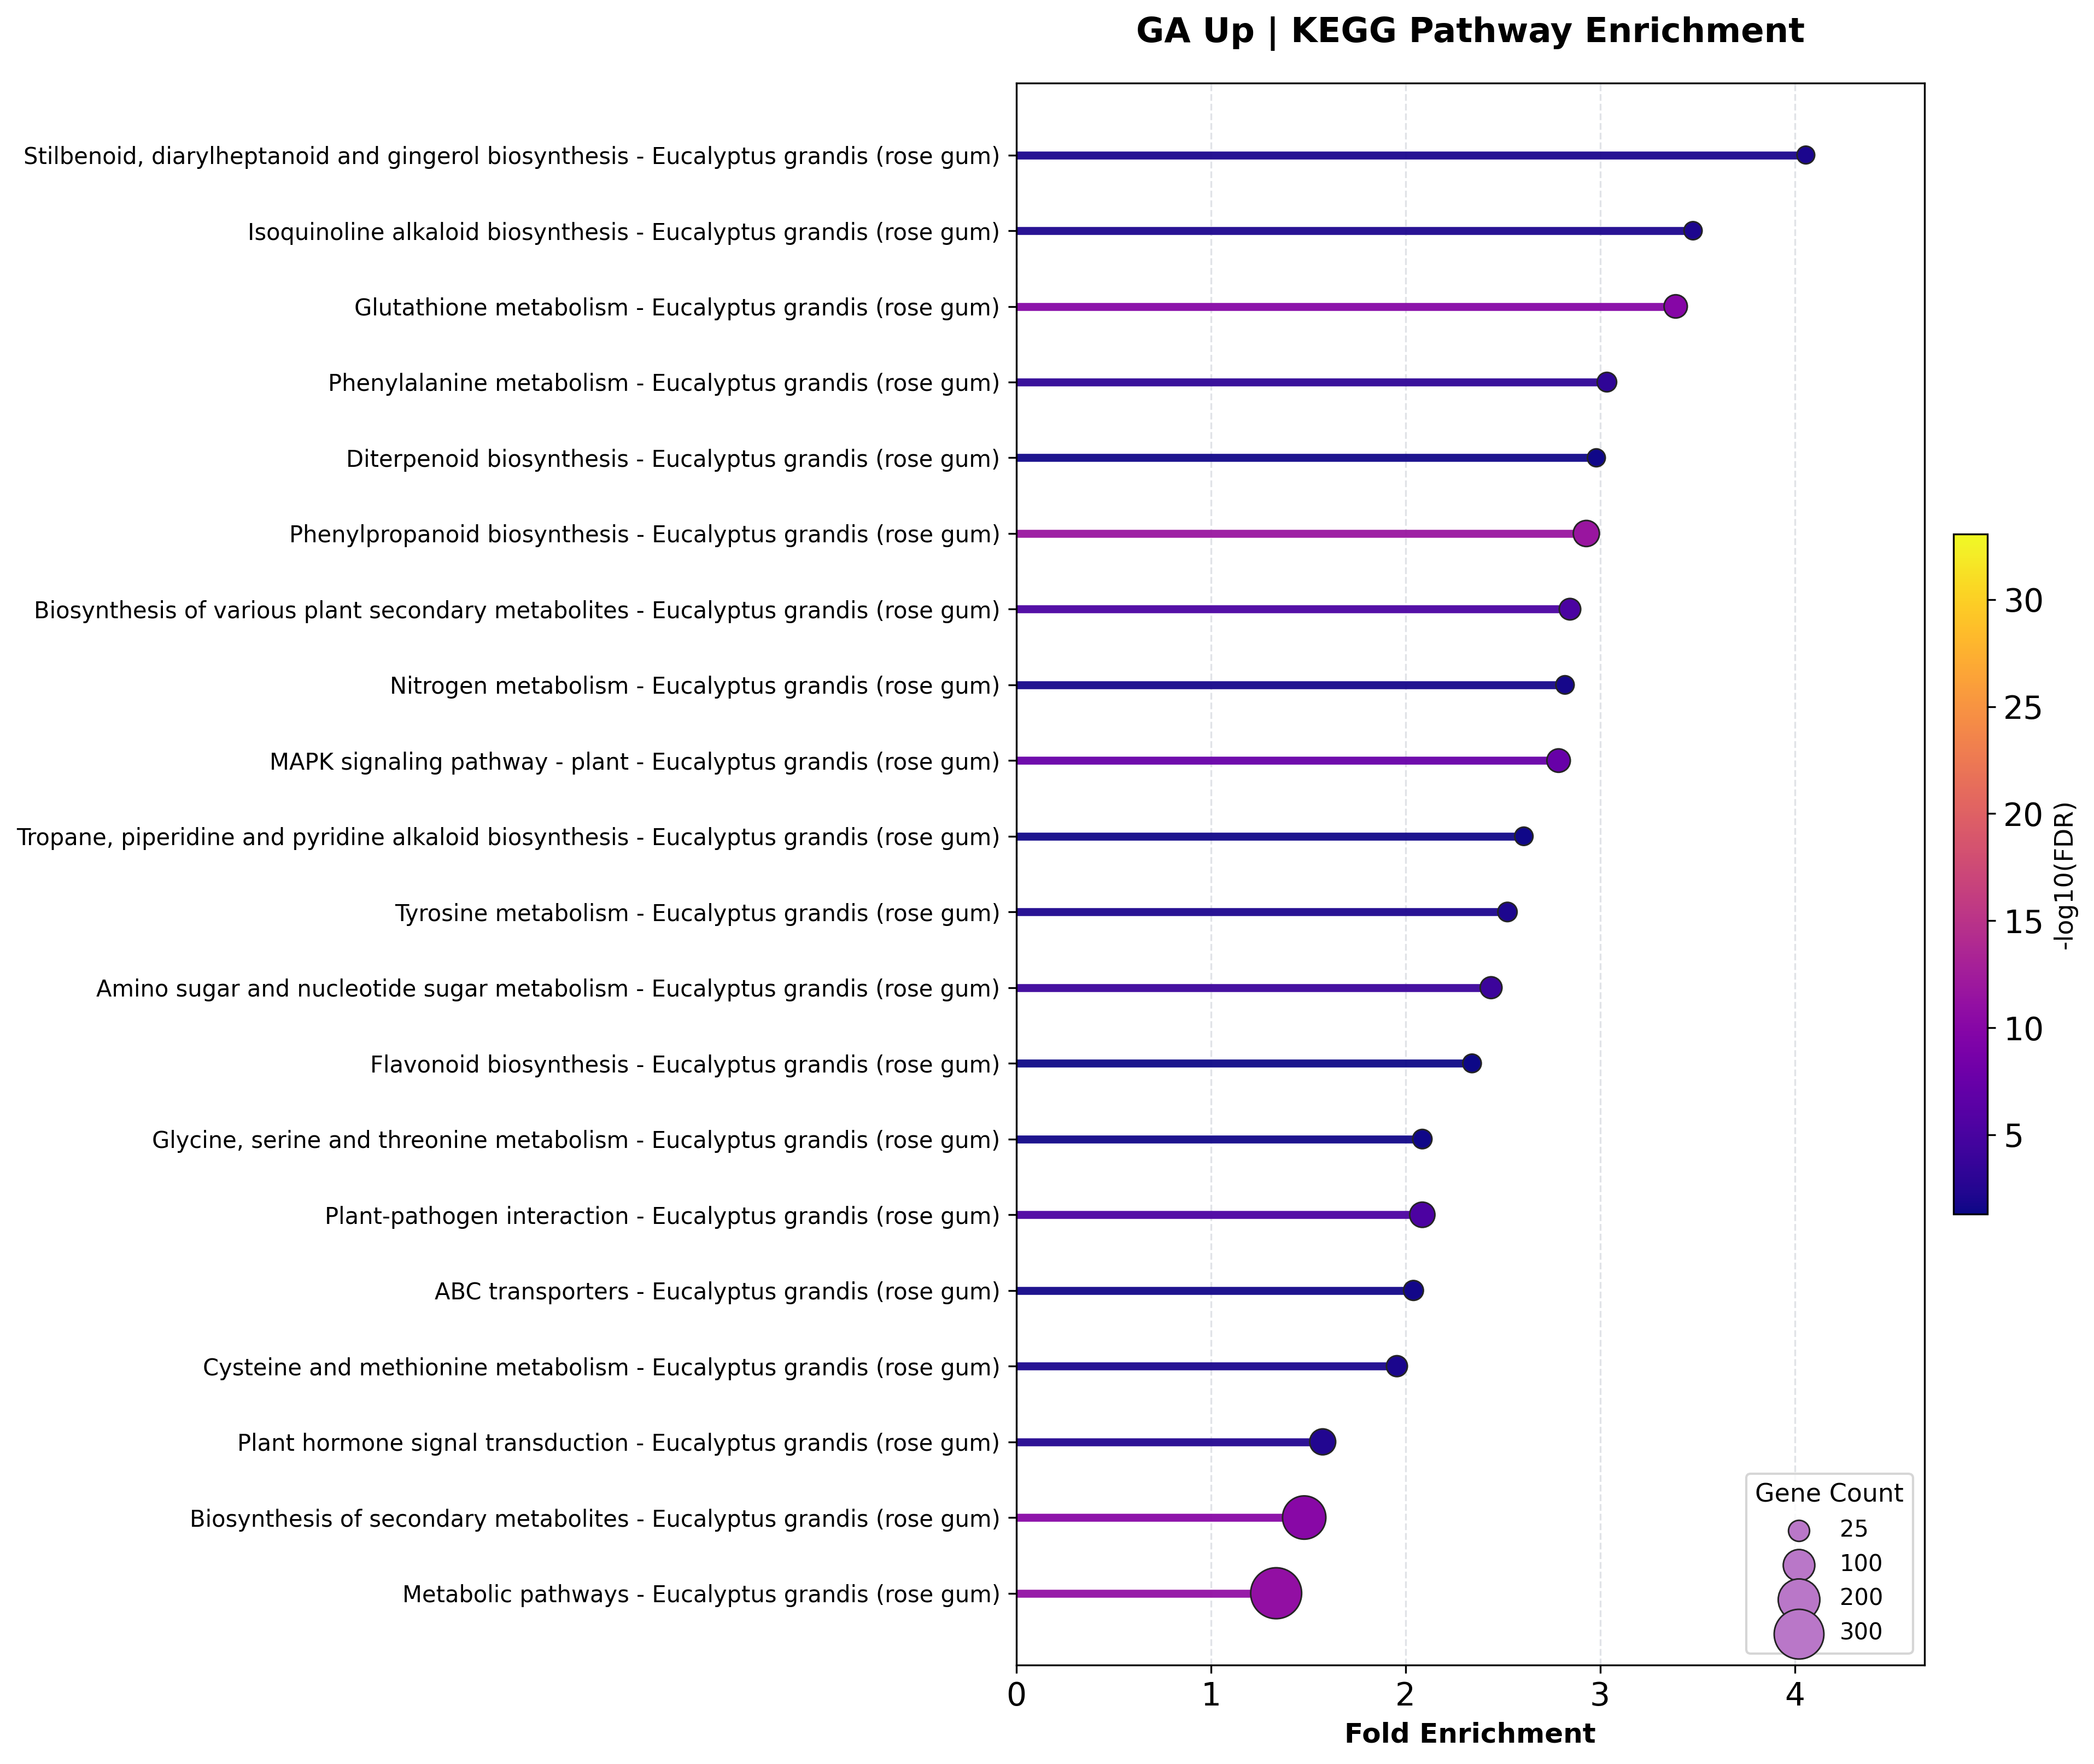 GA Up | KEGG Pathway Enrichment
Stilbenoid, diarylheptanoid and gingerol biosynthesis - Eucalyptus grandis (rose gum)
Isoquinoline alkaloid biosynthesis - Eucalyptus grandis (rose gum)
Glutathione metabolism - Eucalyptus grandis (rose gum)
Phenylalanine metabolism - Eucalyptus grandis (rose gum)
Diterpenoid biosynthesis - Eucalyptus grandis (rose gum)
Phenylpropanoid biosynthesis - Eucalyptus grandis (rose gum)
Biosynthesis of various plant secondary metabolites - Eucalyptus grandis (rose gum)
Nitrogen metabolism - Eucalyptus grandis (rose gum)
MAPK signaling pathway - plant - Eucalyptus grandis (rose gum)
Tropane, piperidine and pyridine alkaloid biosynthesis - Eucalyptus grandis (rose gum)
Tyrosine metabolism - Eucalyptus grandis (rose gum)
Amino sugar and nucleotide sugar metabolism - Eucalyptus grandis (rose gum)
Flavonoid biosynthesis - Eucalyptus grandis (rose gum)
Glycine, serine and threonine metabolism - Eucalyptus grandis (rose gum)
Plant-pathogen interaction - Eucalyptus grandis (rose gum)
ABC transporters - Eucalyptus grandis (rose gum)
Cysteine and methionine metabolism - Eucalyptus grandis (rose gum)
Plant hormone signal transduction - Eucalyptus grandis (rose gum)
Biosynthesis of secondary metabolites - Eucalyptus grandis (rose gum)
Metabolic pathways - Eucalyptus grandis (rose gum)
0 1 2 3 4
Fold Enrichment
Gene Count
25
100
200
300
30
25
20
15
10
5
-log10(FDR)